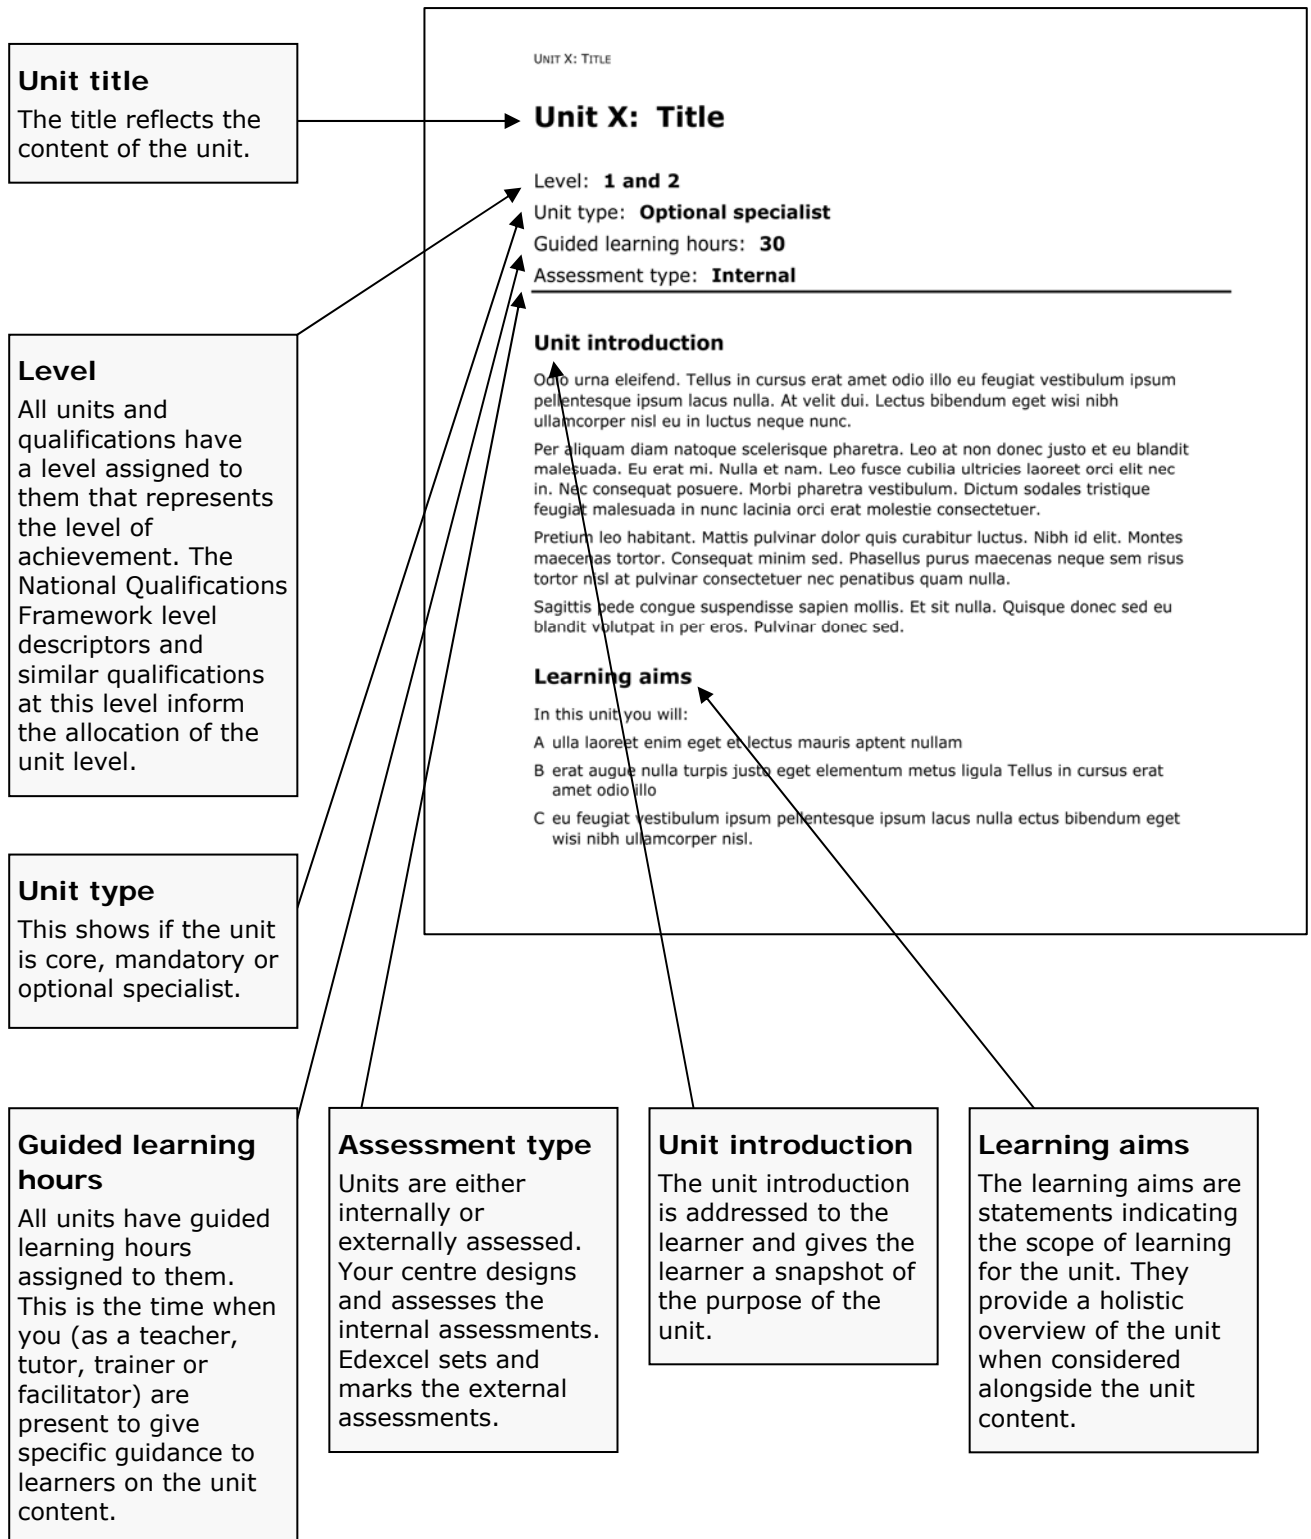 UNIT X: TITLE
Unit title
The title reflects the
content of the unit.
Unit X: Title
Level: 1 and 2
Unit type: Optional specialist
Guided learning hours: 30
Assessment type: Internal
Level
All units and
qualifications have
a level assigned to
them that represents
the level of
achievement. The
National Qualifications
Framework level
descriptors and
similar qualifications
at this level inform
the allocation of the
unit level.
Unit introduction
Odio urna eleifend. Tellus in cursus erat amet odio illo eu feugiat vestibulum ipsum
pellentesque ipsum lacus nulla. At velit dui. Lectus bibendum eget wisi nibh
ullamcorper nisl eu in luctus neque nunc.
Per aliquam diam natoque scelerisque pharetra. Leo at non donec justo et eu blandit
malesuada. Eu erat mi. Nulla et nam. Leo fusce cubilia ultricies laoreet orci elit nec
in. Nec consequat posuere. Morbi pharetra vestibulum. Dictum sodales tristique
feugiat malesuada in nunc lacinia orci erat molestie consectetuer.
Pretium leo habitant. Mattis pulvinar dolor quis curabitur luctus. Nibh id elit. Montes
maecenas tortor. Consequat minim sed. Phasellus purus maecenas neque sem risus
tortor nisl at pulvinar consectetuer nec penatibus quam nulla.
Sagittis pede congue suspendisse sapien mollis. Et sit nulla. Quisque donec sed eu
blandit volutpat in per eros. Pulvinar donec sed.
Learning aims
In this unit you will:
A ulla laoreet enim eget et lectus mauris aptent nullam
B erat augue nulla turpis justo eget elementum metus ligula Tellus in cursus erat
amet odio illo
C eu feugiat vestibulum ipsum pellentesque ipsum lacus nulla ectus bibendum eget
wisi nibh ullamcorper nisl.
Unit type
This shows if the unit
is core, mandatory or
optional specialist.
Guided learning
hours
All units have guided
learning hours
assigned to them.
This is the time when
you (as a teacher,
tutor, trainer or
facilitator) are
present to give
specific guidance to
learners on the unit
content.
Assessment type
Units are either
internally or
externally assessed.
Your centre designs
and assesses the
internal assessments.
Edexcel sets and
marks the external
assessments.
Unit introduction
The unit introduction
is addressed to the
learner and gives the
learner a snapshot of
the purpose of the
unit.
Learning aims
The learning aims are
statements indicating
the scope of learning
for the unit. They
provide a holistic
overview of the unit
when considered
alongside the unit
content.